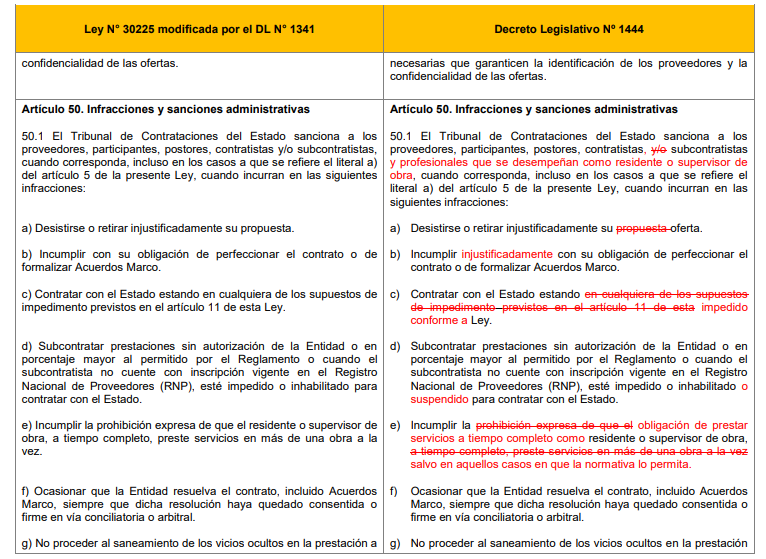 Ley N° 30225 modificada por el DL N° 1341
confidencialidad de las ofertas.
Artículo 50. Infracciones y sanciones administrativas
50.1 El Tribunal de Contrataciones del Estado sanciona a los
proveedores, participantes, postores, contratistas y/o subcontratistas,
cuando corresponda, incluso en los casos a que se refiere el literal a)
del artículo 5 de la presente Ley, cuando incurran en las siguientes
infracciones:
a) Desistirse o retirar injustificadamente su propuesta.
b) Incumplir con su obligación de perfeccionar el contrato o de
formalizar Acuerdos Marco.
c) Contratar con el Estado estando en cualquiera de los supuestos de
impedimento previstos en el artículo 11 de esta Ley.
d) Subcontratar prestaciones sin autorización de la Entidad o en
porcentaje mayor al permitido por el Reglamento o cuando el
subcontratista no cuente con inscripción vigente en el Registro
Nacional de Proveedores (RNP), esté impedido o inhabilitado para
contratar con el Estado.
e) Incumplir la prohibición expresa de que el residente o supervisor de
obra, a tiempo completo, preste servicios en más de una obra a la
vez.
f) Ocasionar que la Entidad resuelva el contrato, incluido Acuerdos
Marco, siempre que dicha resolución haya quedado consentida o
firme en vía conciliatoria o arbitral.
g) No proceder al saneamiento de los vicios ocultos en la prestación a
Decreto Legislativo Nº 1444
necesarias que garanticen la identificación de los proveedores y la
confidencialidad de las ofertas.
Artículo 50. Infracciones y sanciones administrativas
50.1 El Tribunal de Contrataciones del Estado sanciona a los
proveedores, participantes, postores, contratistas, y/o subcontratistas
y profesionales que se desempeñan como residente o supervisor de
obra, cuando corresponda, incluso en los casos a que se refiere el
literal a) del artículo 5 de la presente Ley, cuando incurran en las
siguientes infracciones:
a) Desistirse o retirar injustificadamente su propuesta oferta.
b) Incumplir injustificadamente con su obligación de perfeccionar el
contrato o de formalizar Acuerdos Marco.
c) Contratar con el Estado estando en cualquiera de los supuestos
de impedimento previstos en el artículo 11 de esta impedido
conforme a Ley.
d) Subcontratar prestaciones sin autorización de la Entidad o en
porcentaje mayor al permitido por el Reglamento o cuando el
subcontratista no cuente con inscripción vigente en el Registro
Nacional de Proveedores (RNP), esté impedido o inhabilitado o
suspendido para contratar con el Estado.
e) Incumplir la prohibición expresa de que el obligación de prestar
servicios a tiempo completo como residente o supervisor de obra,
a tiempo completo, preste servicios en más de una obra a la vez
salvo en aquellos casos en que la normativa lo permita.
f) Ocasionar que la Entidad resuelva el contrato, incluido Acuerdos
Marco, siempre que dicha resolución haya quedado consentida o
firme en vía conciliatoria o arbitral.
g) No proceder al saneamiento de los vicios ocultos en la prestación